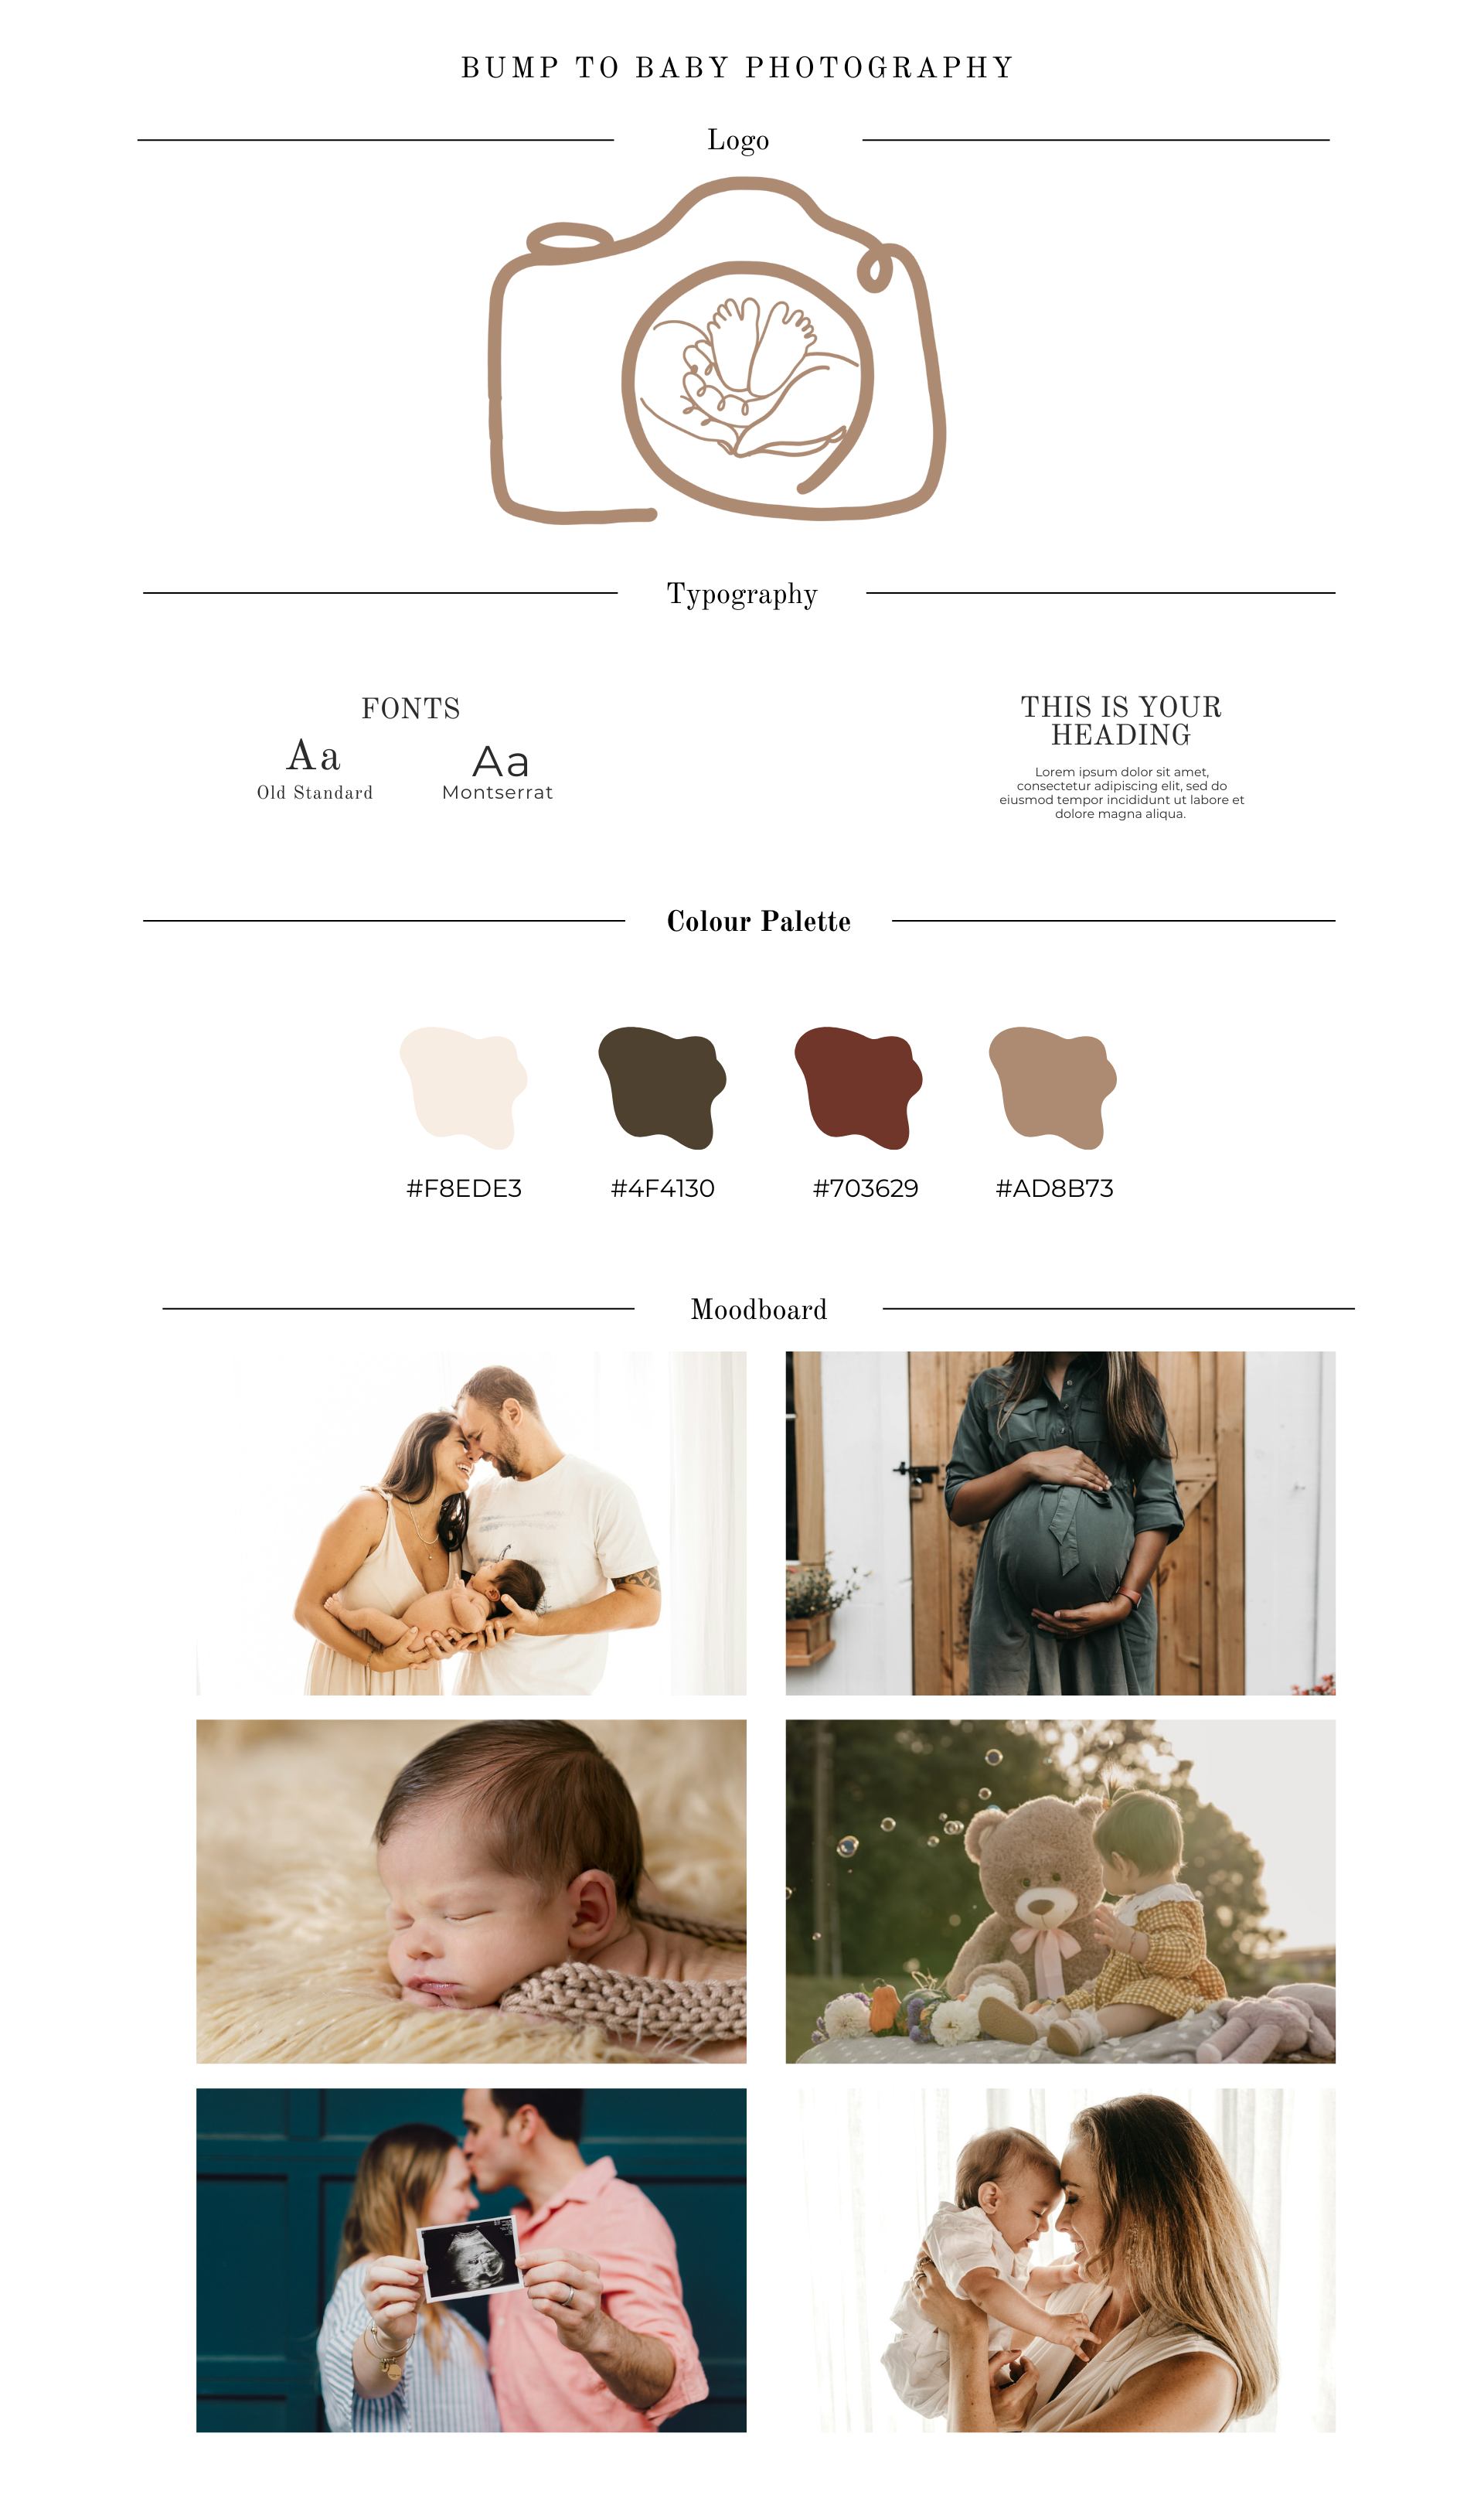 BUMP TO BABY PHOTOGRAPHY
Logo
Typography
FONTS
Aa
Old Standard
Aa
Montserrat
THIS IS YOUR
HEADING
Lorem ipsum dolor sit amet,
consectetur adipiscing elit, sed do
eiusmod tempor incididunt ut labore et
dolore magna aliqua.
Colour Palette
#F8EDE3
#4F4130
#703629
#AD8B73
Moodboard